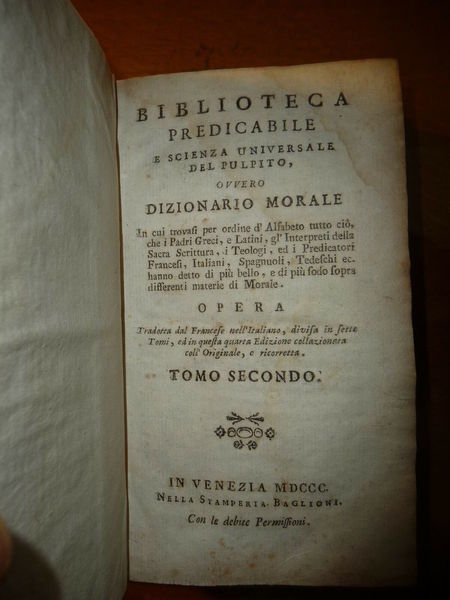 BIBLIOTECA
PREDICABILE
E SCIENZA UNIVERSALE
DEL PULPITO,
OVVERO
DIZIONARIO MORALE
In cui trovasi per ordine d'Alfabeto tutto ciò,
che i Padri Greci, e Latini, gl' Interpreti della
Sacra Scrittura, i Teologi, ed i Predicatori
Francesi, Italiani, Spagnuoli, Tedeschi ec.
hanno detto di più bello, e di più sodo sopra
differenti materie di Morale.
OPERA
Tradotta dal Francese nell'Italiano, divisa in sette
Tomi, ed in questa quarta Edizione collazionata
coll' Originale, e ricorretta.
TOMO SECONDO.
IN VENEZIA MDCCC.
NELLA STAMPERIA BAGLIONI.
Con le debite Permissioni.